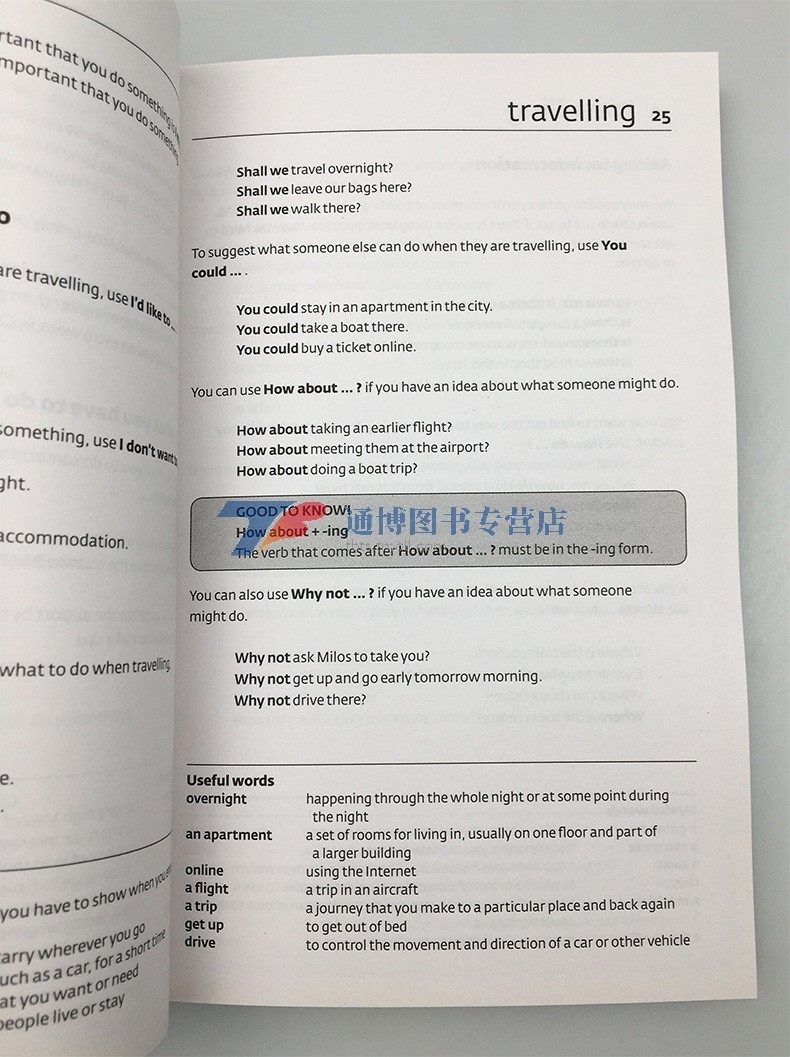 rtant that you do something
mportant that you do something
o
are travelling, use I'd like to ...
something, use I don't want to
ght.
accommodation.
what to do when travelling,
e.
.
you have to show when you
arry wherever you go
uch as a car, for a short time
at you want or need
people live or stay
travelling 25
Shall we travel overnight?
Shall we leave our bags here?
Shall we walk there?
To suggest what someone else can do when they are travelling, use You
could ... .
You could stay in an apartment in the city.
You could take a boat there.
You could buy a ticket online.
You can use How about ... ? if you have an idea about what someone might do.
How about taking an earlier flight?
How about meeting them at the airport?
How about doing a boat trip?
GOOD TO KNOW!
How about + -ing
The verb that comes after How about ... ? must be in the -ing form.
通博图书专营店
You can also use Why not ... ? if you have an idea about what someone
might do.
Why not ask Milos to take you?
Why not get up and go early tomorrow morning.
Why not drive there?
Useful words
overnight happening through the whole night or at some point during
the night
an apartment a set of rooms for living in, usually on one floor and part of
a larger building
online using the Internet
a flight a trip in an aircraft
a trip a journey that you make to a particular place and back again
get up to get out of bed
drive to control the movement and direction of a car or other vehicle